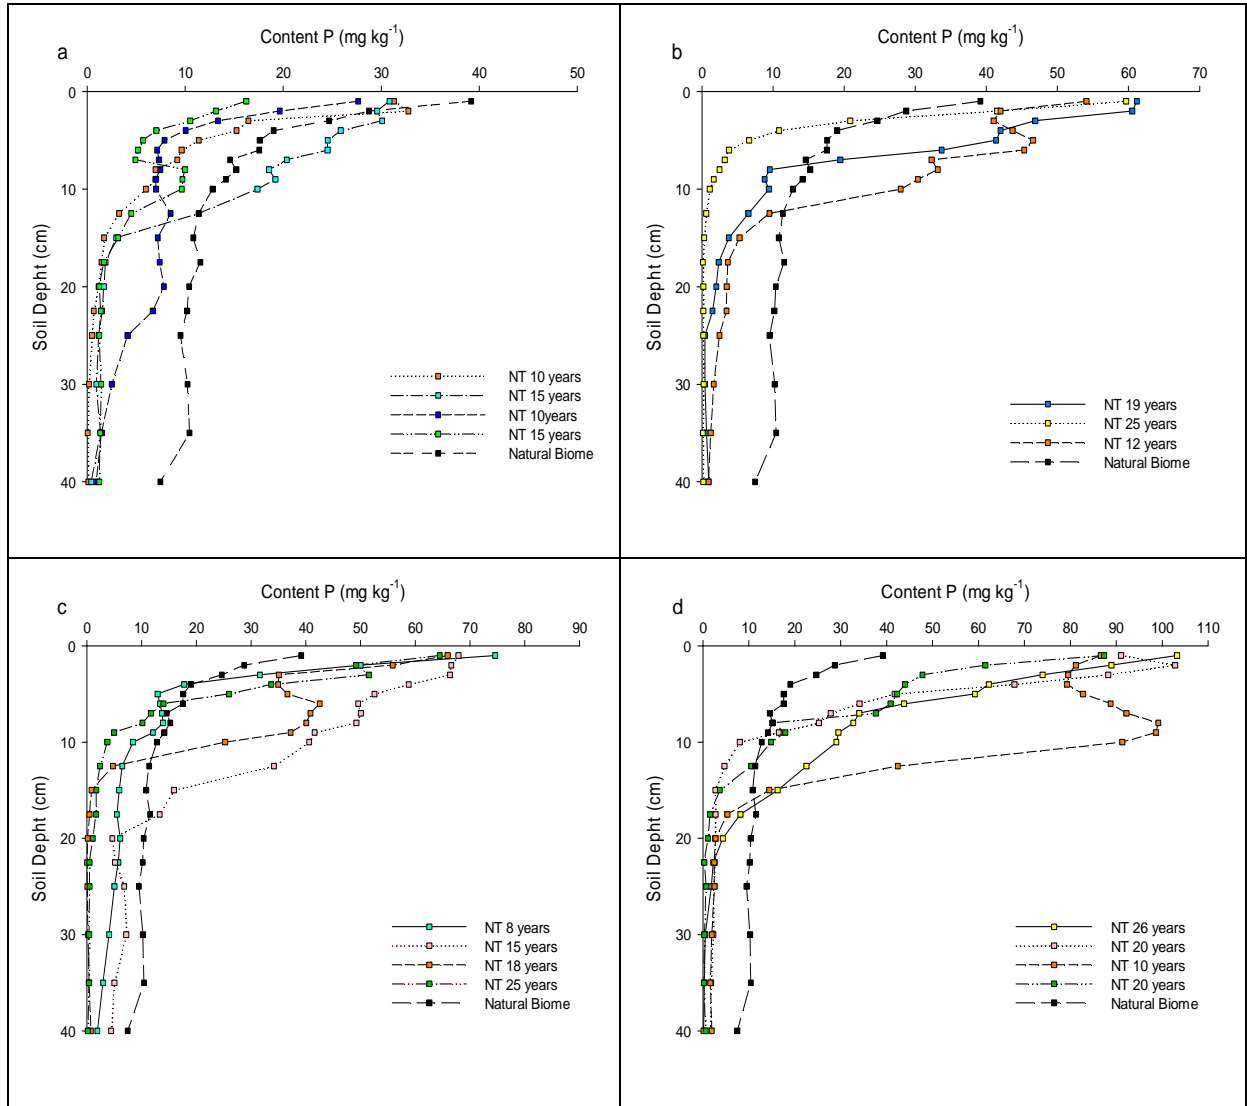 a
Content P (mg kg-1)
0 10 20 30 40 50
Soil Depht (cm)
0
10
20
30
40
NT 10 years
NT 15 years
NT 10years
NT 15 years
Natural Biome
b
Content P (mg kg-1)
0 10 20 30 40 50 60 70
Soil Depht (cm)
0
10
20
30
40
NT 19 years
NT 25 years
NT 12 years
Natural Biome
c
Content P (mg kg-1)
0 10 20 30 40 50 60 70 80 90
Soil Depht (cm)
0
10
20
30
40
NT 8 years
NT 15 years
NT 18 years
NT 25 years
Natural Biome
d
Content P (mg kg-1)
0 10 20 30 40 50 60 70 80 90 100 110
Soil Depht (cm)
0
10
20
30
40
NT 26 years
NT 20 years
NT 10 years
NT 20 years
Natural Biome